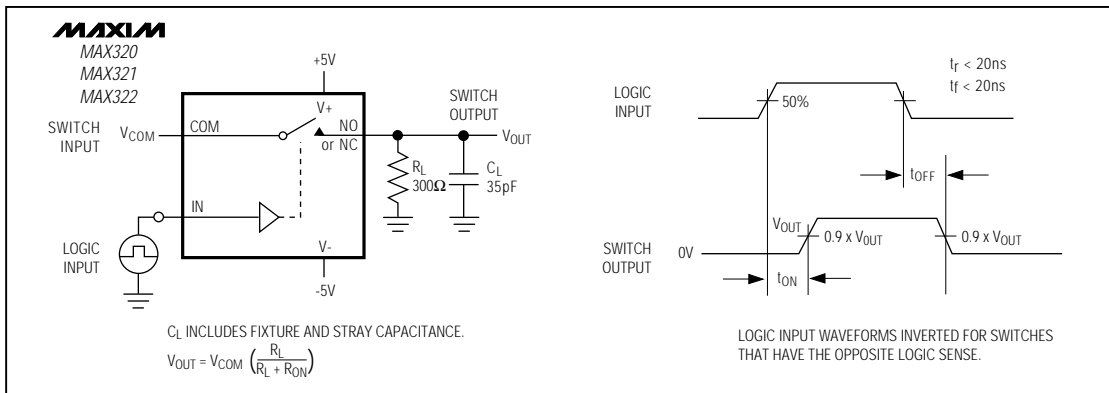 MAXIM
MAX320
MAX321
MAX322
+5V
V+
SWITCH
INPUT
VCOM
COM
NO
or NC
SWITCH
OUTPUT
VOUT
RL
300Ω
CL
35pF
IN
LOGIC
INPUT
V-
-5V
CL INCLUDES FIXTURE AND STRAY CAPACITANCE.
VOUT = VCOM (RL / RL + RON)
LOGIC
INPUT
50%
tr < 20ns
tf < 20ns
tOFF
SWITCH
OUTPUT
0V
VOUT
0.9 x VOUT
0.9 x VOUT
tON
LOGIC INPUT WAVEFORMS INVERTED FOR SWITCHES
THAT HAVE THE OPPOSITE LOGIC SENSE.